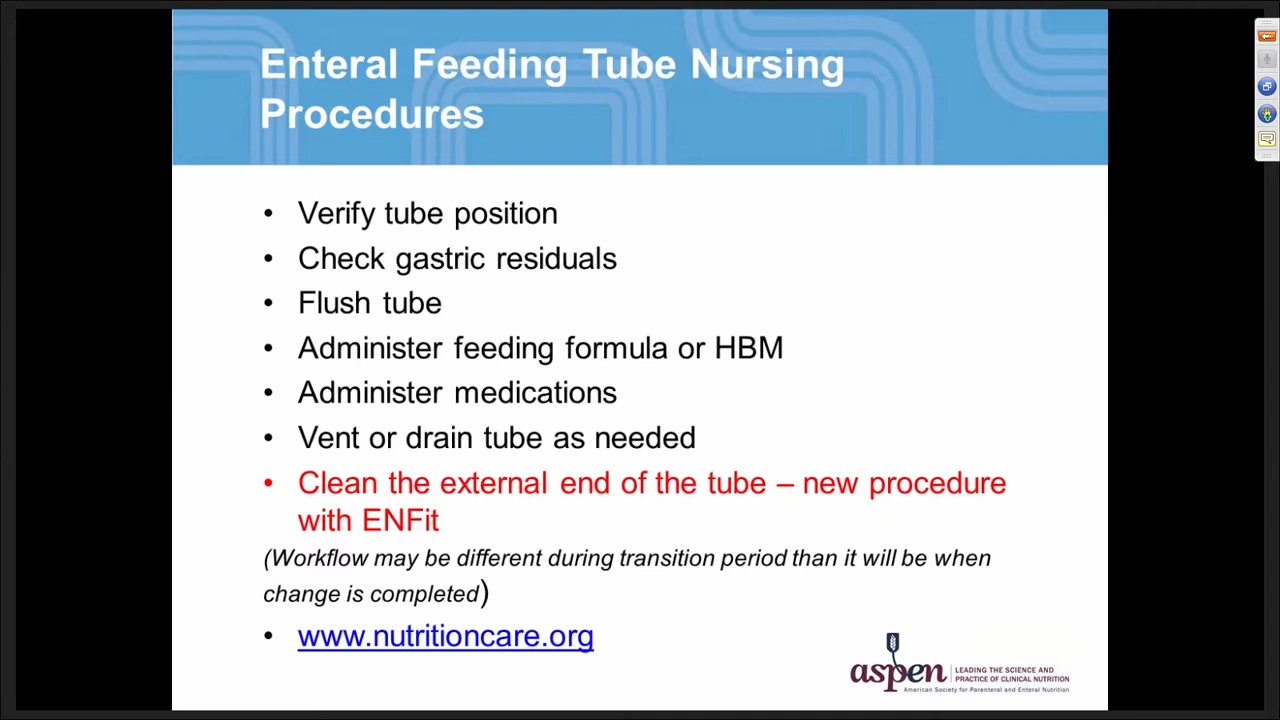 Enteral Feeding Tube Nursing
Procedures
• Verify tube position
• Check gastric residuals
• Flush tube
• Administer feeding formula or HBM
• Administer medications
• Vent or drain tube as needed
• Clean the external end of the tube – new procedure
with ENFit
(Workflow may be different during transition period than it will be when
change is completed)
• www.nutritioncare.org
aspen
LEADING THE SCIENCE AND
PRACTICE OF CLINICAL NUTRITION
American Society for Parenteral and Enteral Nutrition